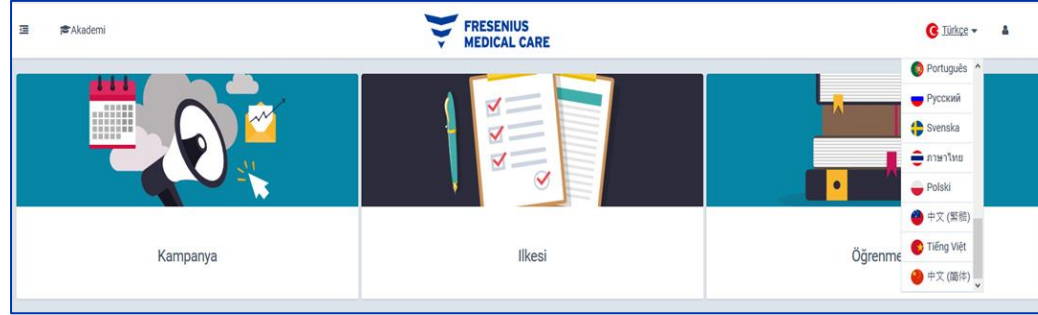 Akademi
FRESENIUS
MEDICAL CARE
Türkçe
Português
Русский
Svenska
ภาษาไทย
Polski
中文 (繁體)
Tiếng Việt
中文 (简体)
Kampanya
Ilkesi
Öğrenme